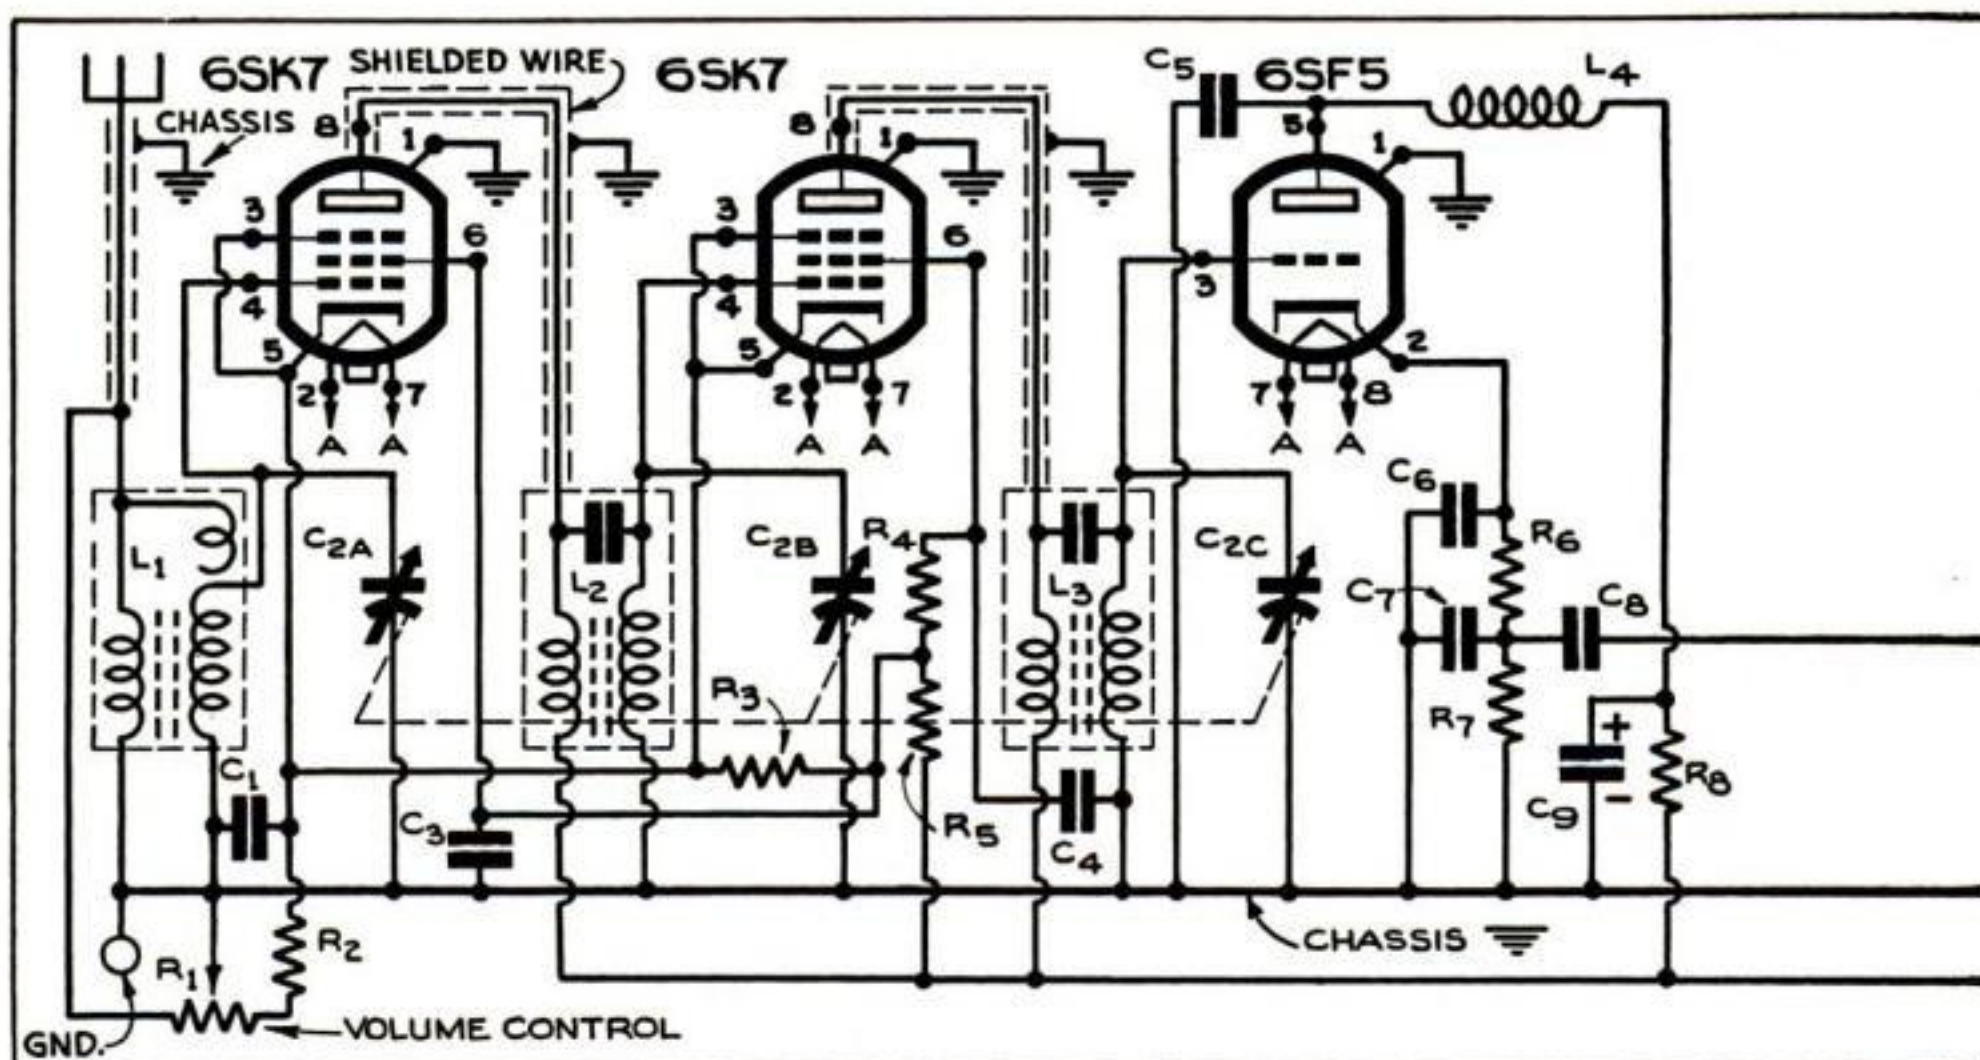 6SK7
SHIELDED WIRE
6SK7
C5
6SF5
L4
CHASSIS
8
1
8
1
5
1
3
6
3
6
4
4
3
5
5
2
2
7
2
7
7
8
A
A
A
A
A
A
C6
L1
C2A
L2
C2B
R4
L3
C2C
R6
C7
C8
R3
R7
+
C1
C3
R5
C4
C9
-
R8
R1
R2
CHASSIS
GND.
VOLUME CONTROL